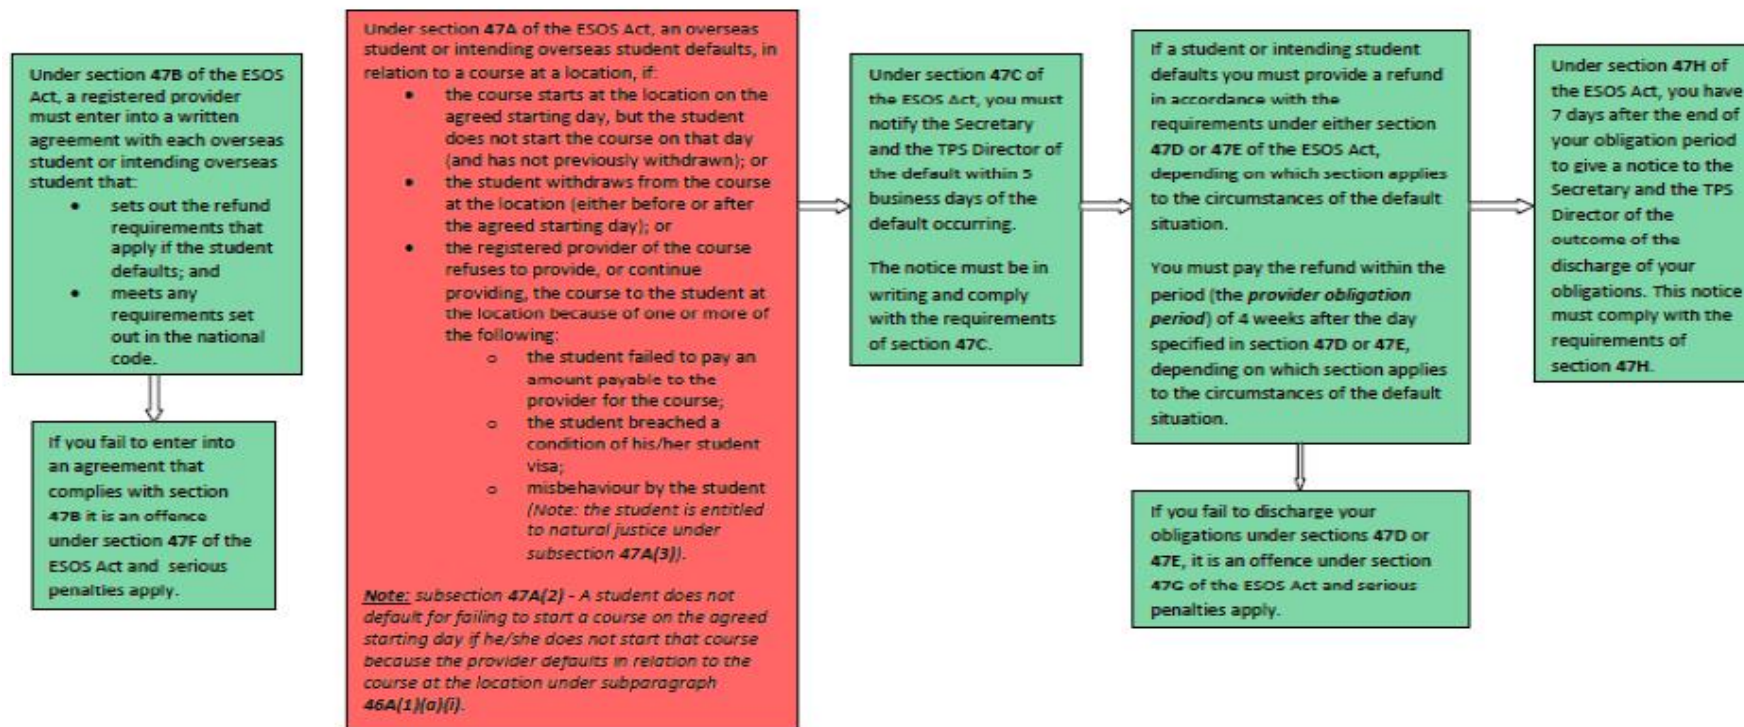 Under section 47B of the ESOS
Act, a registered provider
must enter into a written
agreement with each overseas
student or intending overseas
student that:
• sets out the refund
requirements that
apply if the student
defaults; and
• meets any
requirements set
out in the national
code.
If you fail to enter into
an agreement that
complies with section
47B it is an offence
under section 47F of the
ESOS Act and serious
penalties apply.
Under section 47A of the ESOS Act, an overseas
student or intending overseas student defaults, in
relation to a course at a location, if:
• the course starts at the location on the
agreed starting day, but the student
does not start the course on that day
(and has not previously withdrawn); or
• the student withdraws from the course
at the location (either before or after
the agreed starting day); or
• the registered provider of the course
refuses to provide, or continue
providing, the course to the student at
the location because of one or more of
the following:
o the student failed to pay an
amount payable to the
provider for the course;
o the student breached a
condition of his/her student
visa;
o misbehaviour by the student
(Note: the student is entitled
to natural justice under
subsection 47A(3)).
Note: subsection 47A(2) - A student does not
default for failing to start a course on the agreed
starting day if he/she does not start that course
because the provider defaults in relation to the
course at the location under subparagraph
46A(1)(a)(i).
Under section 47C of
the ESOS Act, you must
notify the Secretary
and the TPS Director of
the default within 5
business days of the
default occurring.
The notice must be in
writing and comply
with the requirements
of section 47C.
If a student or intending student
defaults you must provide a refund
in accordance with the
requirements under either section
47D or 47E of the ESOS Act,
depending on which section applies
to the circumstances of the default
situation.
You must pay the refund within the
period (the provider obligation
period) of 4 weeks after the day
specified in section 47D or 47E,
depending on which section applies
to the circumstances of the default
situation.
If you fail to discharge your
obligations under sections 47D or
47E, it is an offence under section
47G of the ESOS Act and serious
penalties apply.
Under section 47H of
the ESOS Act, you have
7 days after the end of
your obligation period
to give a notice to the
Secretary and the TPS
Director of the
outcome of the
discharge of your
obligations. This notice
must comply with the
requirements of
section 47H.